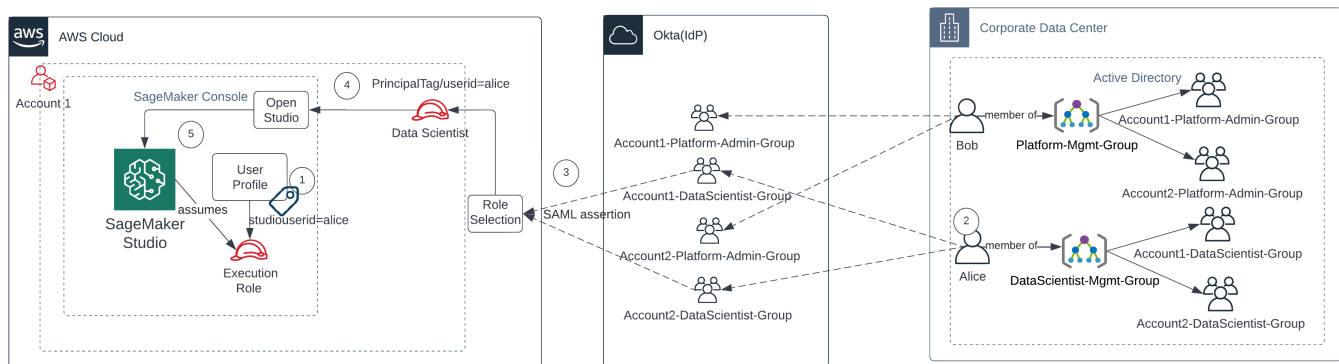 aws
AWS Cloud
Account 1
SageMaker Console
4
PrincipalTag/userid=alice
Open
Studio
Data Scientist
5
User
Profile
1
SageMaker
Studio
assumes
studiouserid=alice
Execution
Role
Role
Selection
3
SAML assertion
Okta(IdP)
Account1-Platform-Admin-Group
Account1-DataScientist-Group
Account2-Platform-Admin-Group
Account2-DataScientist-Group
Corporate Data Center
Active Directory
Bob
member of
Platform-Mgmt-Group
Account1-Platform-Admin-Group
Account2-Platform-Admin-Group
2
Alice
member of
DataScientist-Mgmt-Group
Account1-DataScientist-Group
Account2-DataScientist-Group